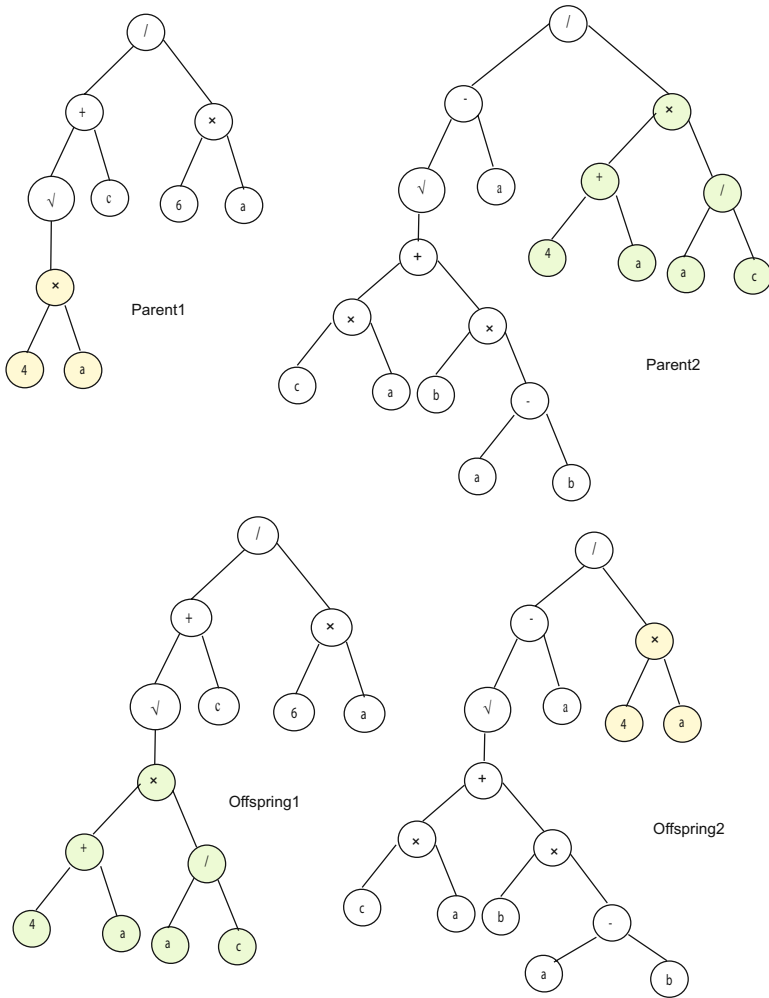 /
+ ×
√ c 6 a
×
4 a
Parent1
/
- ×
√ a + /
+ 4 a a c
× ×
c a b -
a b
Parent2
/
+ ×
√ c 6 a
×
+ /
4 a a c
Offspring1
/
- ×
√ a 4 a
+
× ×
c a b -
a b
Offspring2